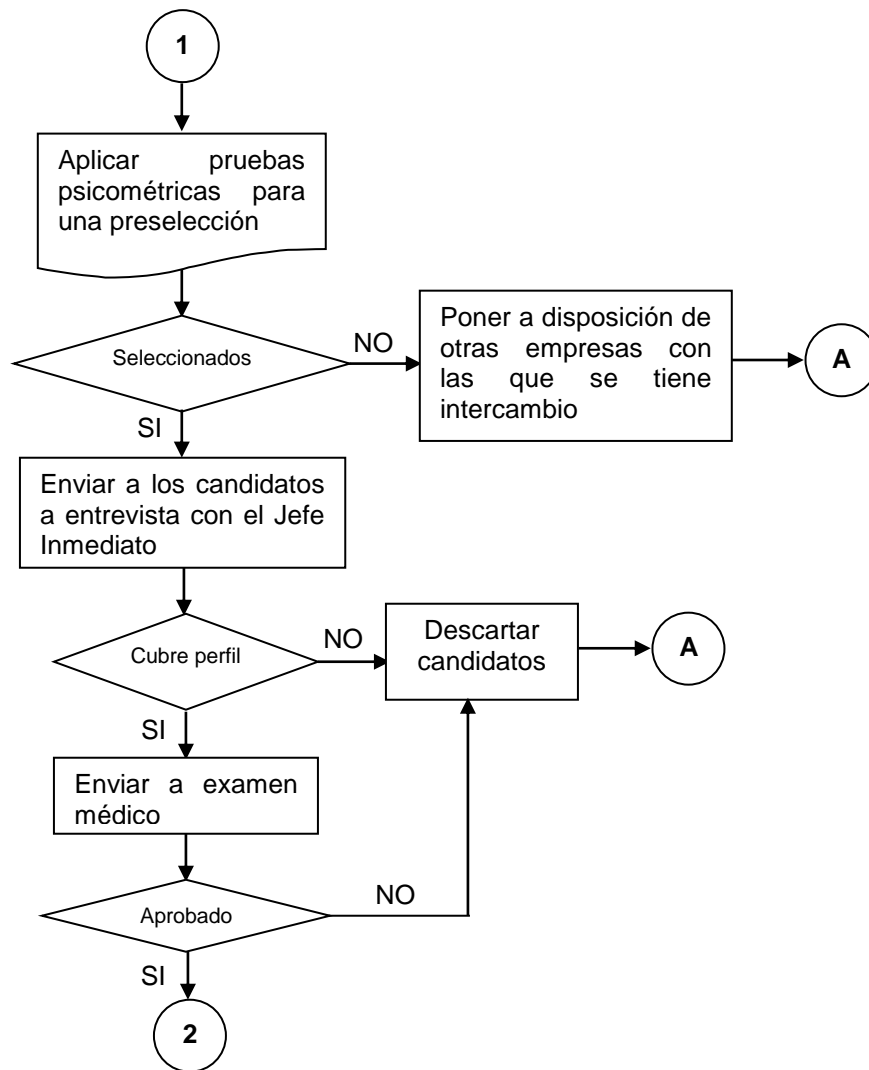 1
Aplicar pruebas
psicométricas para
una preselección
Seleccionados
NO
Poner a disposición de
otras empresas con
las que se tiene
intercambio
A
SI
Enviar a los candidatos
a entrevista con el Jefe
Inmediato
Cubre perfil
NO
Descartar
candidatos
A
SI
Enviar a examen
médico
Aprobado
NO
SI
2